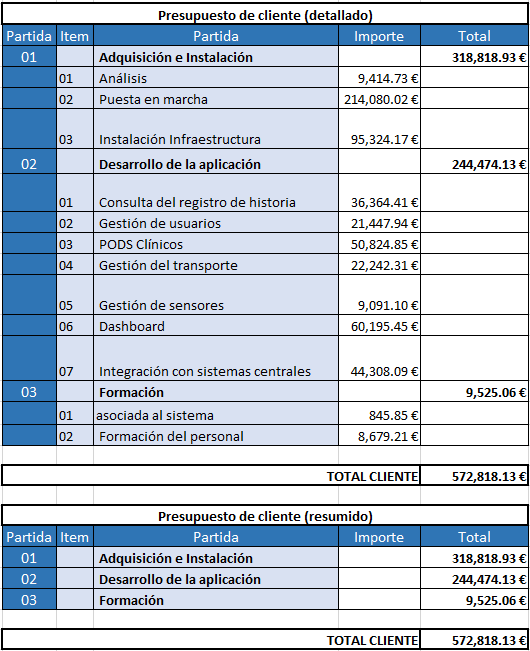 Presupuesto de cliente (detallado)
Partida Item Partida Importe Total
01 Adquisición e Instalación 318,818.93 €
01 Análisis 9,414.73 €
02 Puesta en marcha 214,080.02 €
03 Instalación Infraestructura 95,324.17 €
02 Desarrollo de la aplicación 244,474.13 €
01 Consulta del registro de historia 36,364.41 €
02 Gestión de usuarios 21,447.94 €
03 PODS Clínicos 50,824.85 €
04 Gestión del transporte 22,242.31 €
05 Gestión de sensores 9,091.10 €
06 Dashboard 60,195.45 €
07 Integración con sistemas centrales 44,308.09 €
03 Formación 9,525.06 €
01 asociada al sistema 845.85 €
02 Formación del personal 8,679.21 €
TOTAL CLIENTE 572,818.13 €
Presupuesto de cliente (resumido)
Partida Item Partida Importe Total
01 Adquisición e Instalación 318,818.93 €
02 Desarrollo de la aplicación 244,474.13 €
03 Formación 9,525.06 €
TOTAL CLIENTE 572,818.13 €